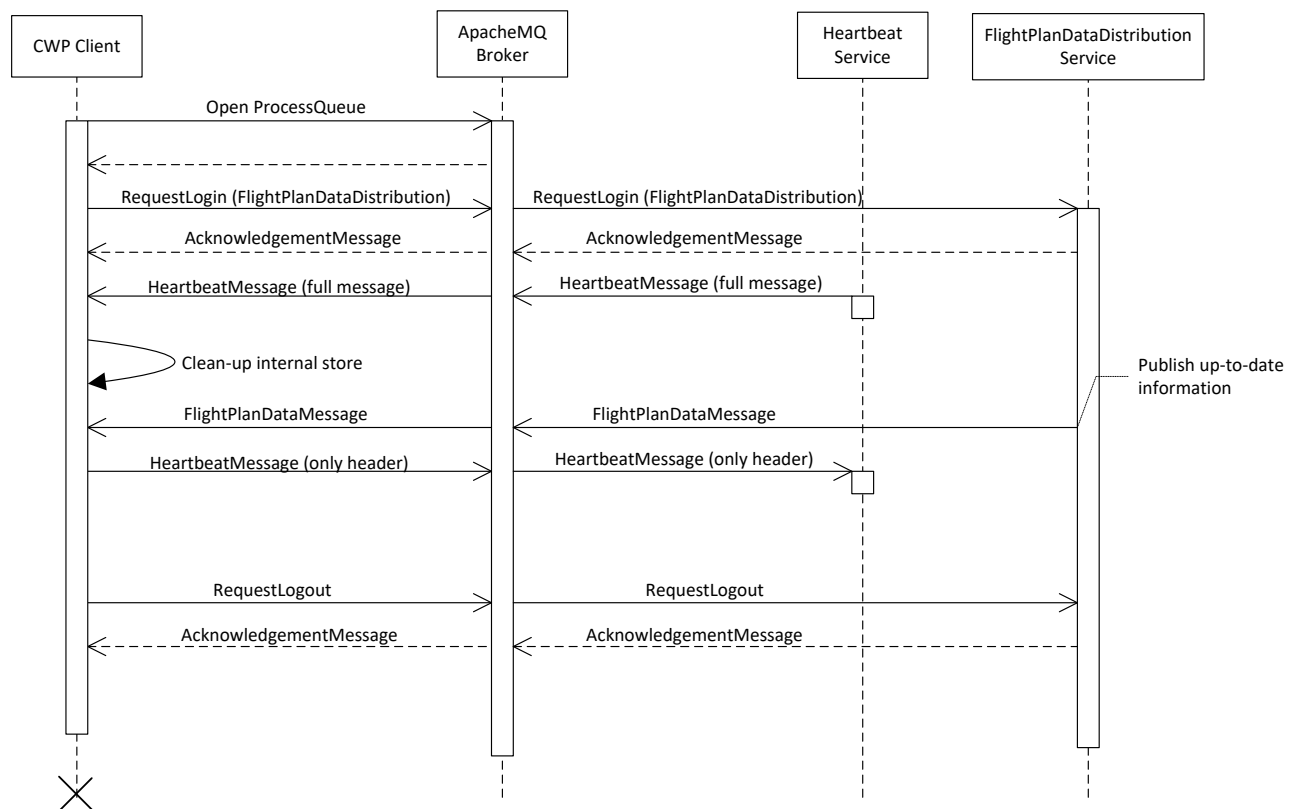 CWP Client
ApacheMQ
Broker
Heartbeat
Service
FlightPlanDataDistribution
Service
Open ProcessQueue
RequestLogin (FlightPlanDataDistribution)
RequestLogin (FlightPlanDataDistribution)
AcknowledgementMessage
AcknowledgementMessage
HeartbeatMessage (full message)
HeartbeatMessage (full message)
Clean-up internal store
Publish up-to-date
information
FlightPlanDataMessage
FlightPlanDataMessage
HeartbeatMessage (only header)
HeartbeatMessage (only header)
RequestLogout
RequestLogout
AcknowledgementMessage
AcknowledgementMessage